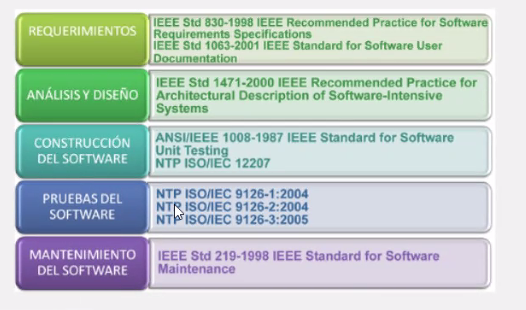 REQUERIMIENTOS
IEEE Std 830-1998 IEEE Recommended Practice for Software
Requirements Specifications
IEEE Std 1063-2001 IEEE Standard for Software User
Documentation
ANÁLISIS Y DISEÑO
IEEE Std 1471-2000 IEEE Recommended Practice for
Architectural Description of Software-Intensive
Systems
CONSTRUCCIÓN
DEL SOFTWARE
ANSI/IEEE 1008-1987 IEEE Standard for Software
Unit Testing
NTP ISO/IEC 12207
PRUEBAS DEL
SOFTWARE
NTP ISO/IEC 9126-1:2004
NTP ISO/IEC 9126-2:2004
NTP ISO/IEC 9126-3:2005
MANTENIMIENTO
DEL SOFTWARE
IEEE Std 219-1998 IEEE Standard for Software
Maintenance